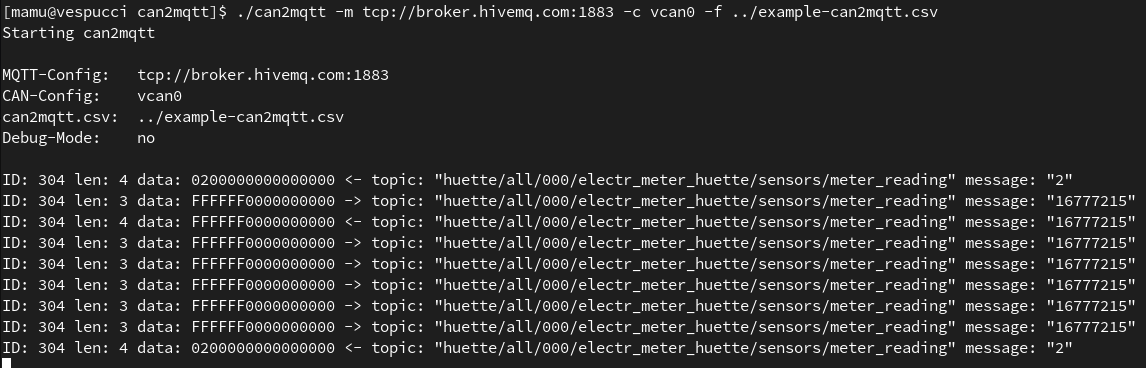 [mamu@vespucci can2mqtt]$ ./can2mqtt -m tcp://broker.hivemq.com:1883 -c vcan0 -f ../example-can2mqtt.csv
Starting can2mqtt
MQTT-Config:   tcp://broker.hivemq.com:1883
CAN-Config:    vcan0
can2mqtt.csv:  ../example-can2mqtt.csv
Debug-Mode:    no
ID: 304 len: 4 data: 0200000000000000 <- topic: "huette/all/000/electr_meter_huette/sensors/meter_reading" message: "2"
ID: 304 len: 3 data: FFFFFF0000000000 -> topic: "huette/all/000/electr_meter_huette/sensors/meter_reading" message: "16777215"
ID: 304 len: 4 data: FFFFFF0000000000 <- topic: "huette/all/000/electr_meter_huette/sensors/meter_reading" message: "16777215"
ID: 304 len: 3 data: FFFFFF0000000000 -> topic: "huette/all/000/electr_meter_huette/sensors/meter_reading" message: "16777215"
ID: 304 len: 3 data: FFFFFF0000000000 -> topic: "huette/all/000/electr_meter_huette/sensors/meter_reading" message: "16777215"
ID: 304 len: 3 data: FFFFFF0000000000 -> topic: "huette/all/000/electr_meter_huette/sensors/meter_reading" message: "16777215"
ID: 304 len: 3 data: FFFFFF0000000000 -> topic: "huette/all/000/electr_meter_huette/sensors/meter_reading" message: "16777215"
ID: 304 len: 3 data: FFFFFF0000000000 -> topic: "huette/all/000/electr_meter_huette/sensors/meter_reading" message: "16777215"
ID: 304 len: 4 data: 0200000000000000 <- topic: "huette/all/000/electr_meter_huette/sensors/meter_reading" message: "2"